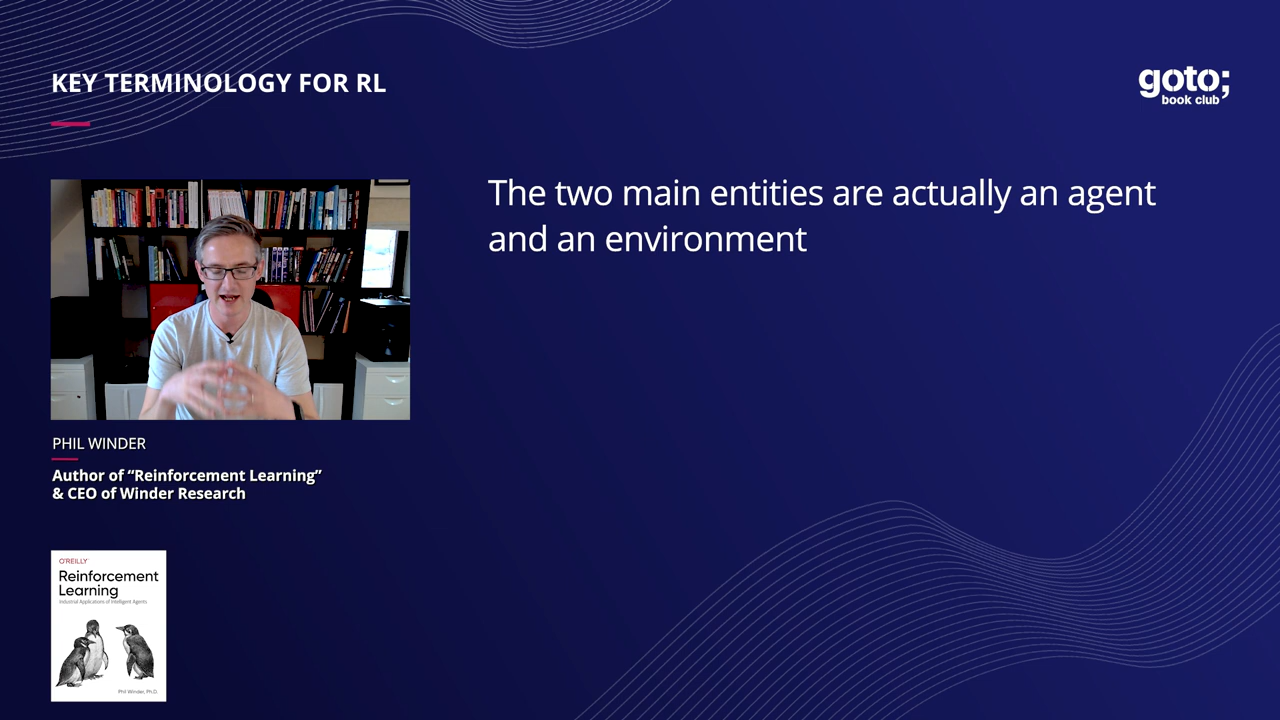 KEY TERMINOLOGY FOR RL
goto;
book club
The two main entities are actually an agent
and an environment
PHIL WINDER
Author of “Reinforcement Learning”
& CEO of Winder Research
O'REILLY
Reinforcement
Learning
Industrial Applications of Intelligent Agents
Phil Winder, Ph.D.